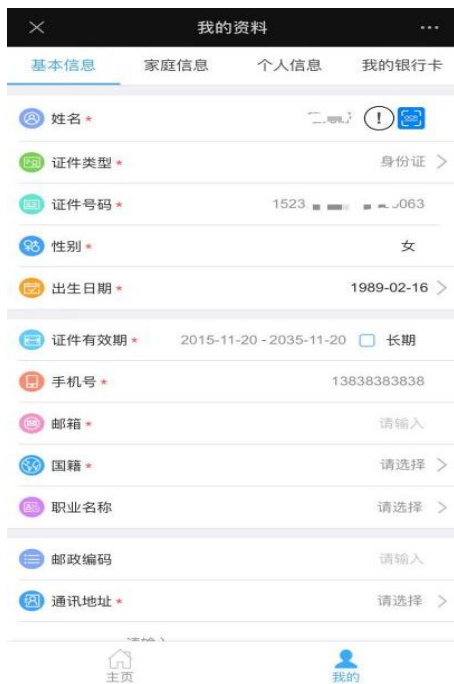 我的资料
基本信息 家庭信息 个人信息 我的银行卡
姓名*
证件类型* 身份证
证件号码* 1523 063
性别* 女
出生日期* 1989-02-16
证件有效期* 2015-11-20 - 2035-11-20 长期
手机号* 13838383838
邮箱* 请输入
国籍* 请选择
职业名称 请选择
邮政编码 请输入
通讯地址* 请选择
主页 我的